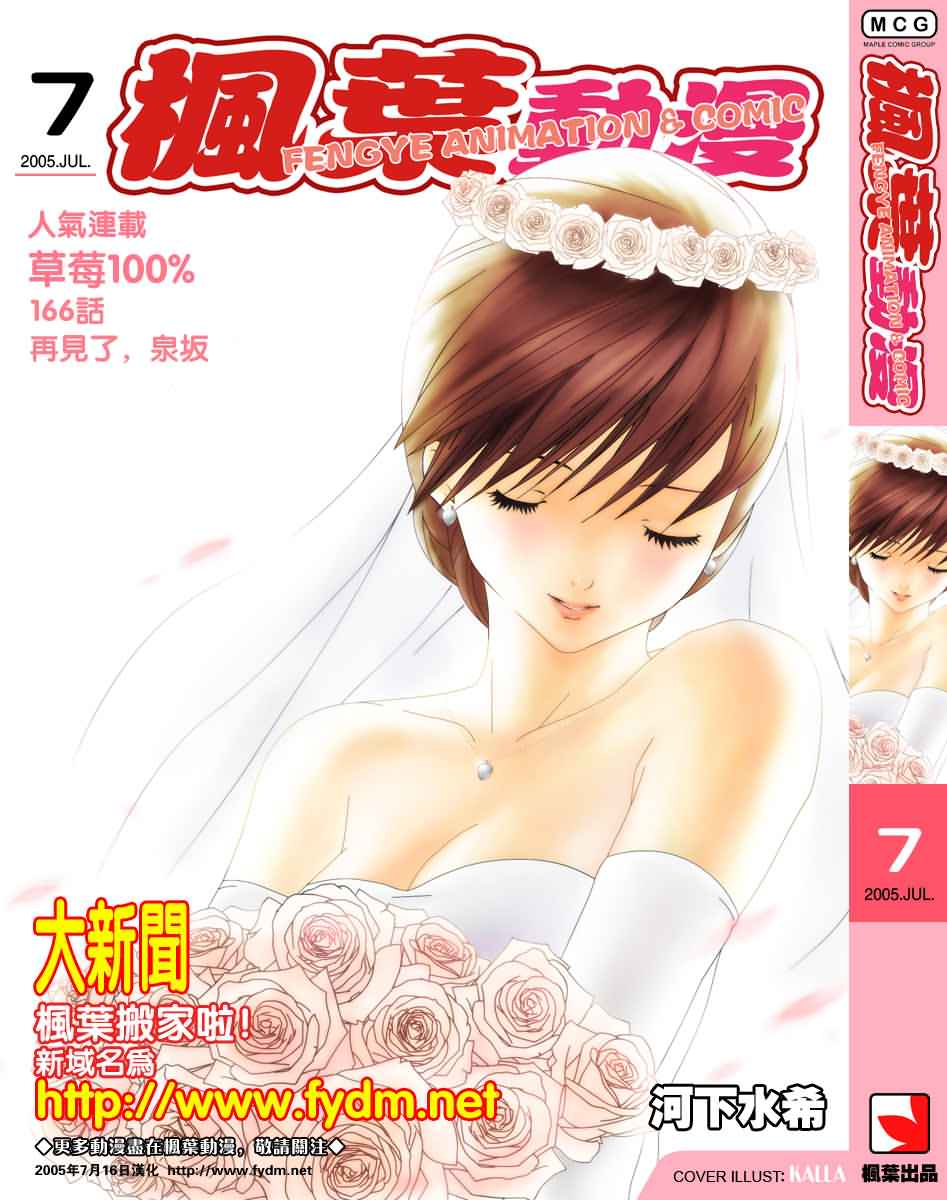 7
2005.JUL.
楓葉動漫
FENGYE ANIMATION & COMIC
人氣連載
草莓100%
166話
再見了，泉坂
大新聞
楓葉搬家啦!
新域名爲
http://www.fydm.net
◆更多動漫盡在楓葉動漫，敬請關注◆
2005年7月16日漢化 http://www.fydm.net
河下水希
COVER ILLUST: KALLA
MCG
MAPLE COMIC GROUP
楓葉動漫
FENGYE ANIMATION & COMIC
7
2005.JUL.
楓葉出品